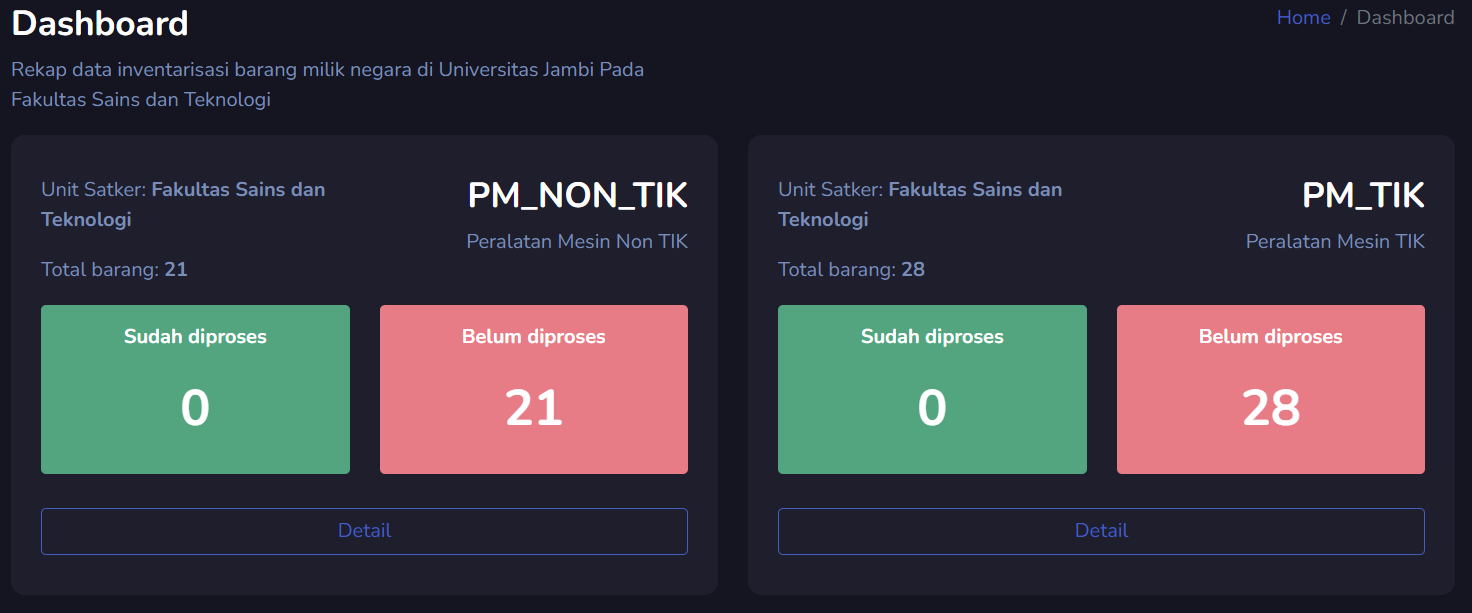 Dashboard
Home / Dashboard
Rekap data inventarisasi barang milik negara di Universitas Jambi Pada
Fakultas Sains dan Teknologi
Unit Satker: Fakultas Sains dan
Teknologi
Total barang: 21
PM_NON_TIK
Peralatan Mesin Non TIK
Sudah diproses
0
Belum diproses
21
Detail
Unit Satker: Fakultas Sains dan
Teknologi
Total barang: 28
PM_TIK
Peralatan Mesin TIK
Sudah diproses
0
Belum diproses
28
Detail